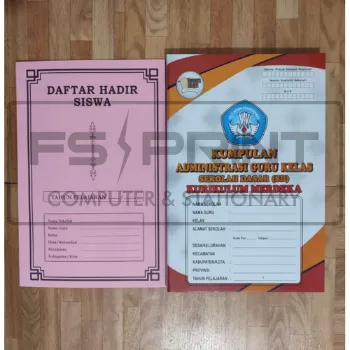 DAFTAR HADIR
SISWA
TAHUN PELAJARAN
Nama Sekolah
Nama Guru
Kelas
Kecamatan
Kabupaten / Kota
KUMPULAN
ADMINISTRASI GURU KELAS
SEKOLAH DASAR (SD)
KURIKULUM MERDEKA
NAMA SEKOLAH
NAMA GURU
KELAS
ALAMAT SEKOLAH
DESA/KELURAHAN
KECAMATAN
KABUPATEN/KOTA
PROVINSI
TAHUN PELAJARAN
FS PRINT
COMPUTER & STATIONARY